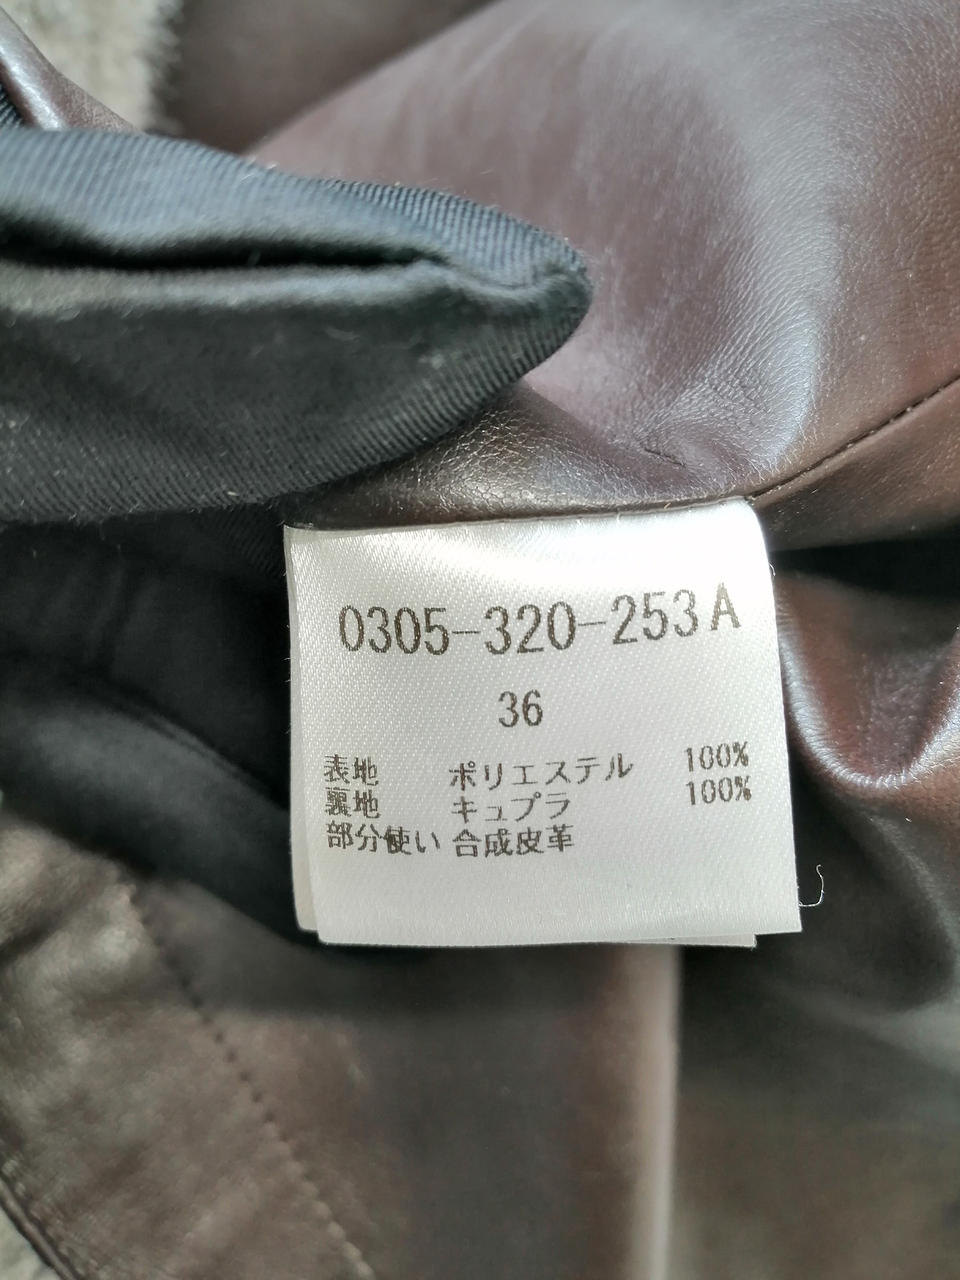 0305-320-253A
36
表地 ポリエステル 100%
裏地 キュプラ 100%
部分使い 合成皮革